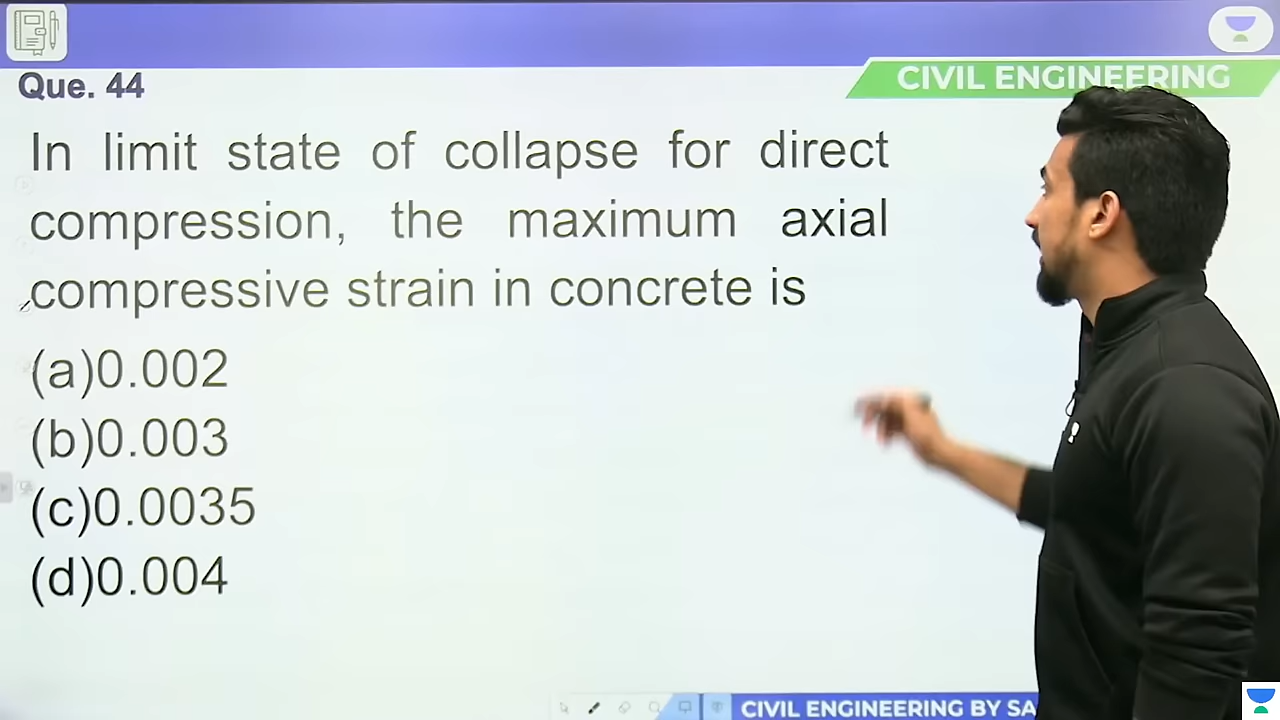 Que. 44
CIVIL ENGINEERING
In limit state of collapse for direct
compression, the maximum axial
compressive strain in concrete is
(a)0.002
(b)0.003
(c)0.0035
(d)0.004
CIVIL ENGINEERING BY SA